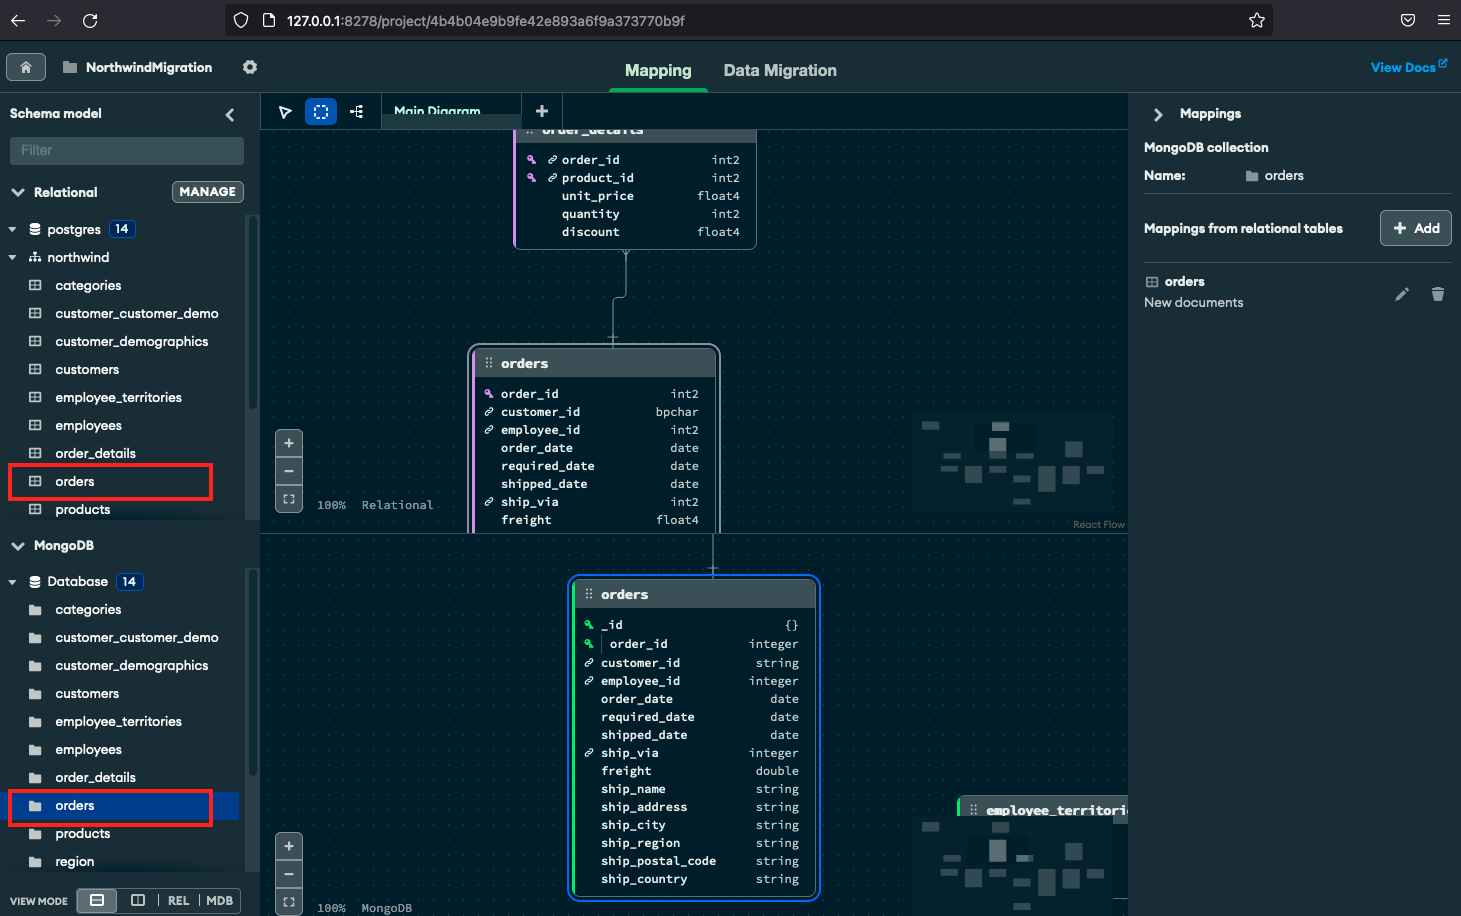 127.0.0.1:8278/project/4b4b04e9b9fe42e893a6f9a373770b9f
NorthwindMigration
Mapping
Data Migration
View Docs
Schema model
Filter
Relational
MANAGE
postgres 14
northwind
categories
customer_customer_demo
customer_demographics
customers
employee_territories
employees
order_details
orders
products
MongoDB
Database 14
categories
customer_customer_demo
customer_demographics
customers
employee_territories
employees
order_details
orders
products
region
VIEW MODE
REL
MDB
Main Diagram
+
order_details
order_id int2
product_id int2
unit_price float4
quantity int2
discount float4
orders
order_id int2
customer_id bpchar
employee_id int2
order_date date
required_date date
shipped_date date
ship_via int2
freight float4
+
−
100% Relational
React Flow
orders
_id {}
order_id integer
customer_id string
employee_id integer
order_date date
required_date date
shipped_date date
ship_via integer
freight double
ship_name string
ship_address string
ship_city string
ship_region string
ship_postal_code string
ship_country string
+
−
100% MongoDB
Mappings
MongoDB collection
Name: orders
Mappings from relational tables
+ Add
orders
New documents